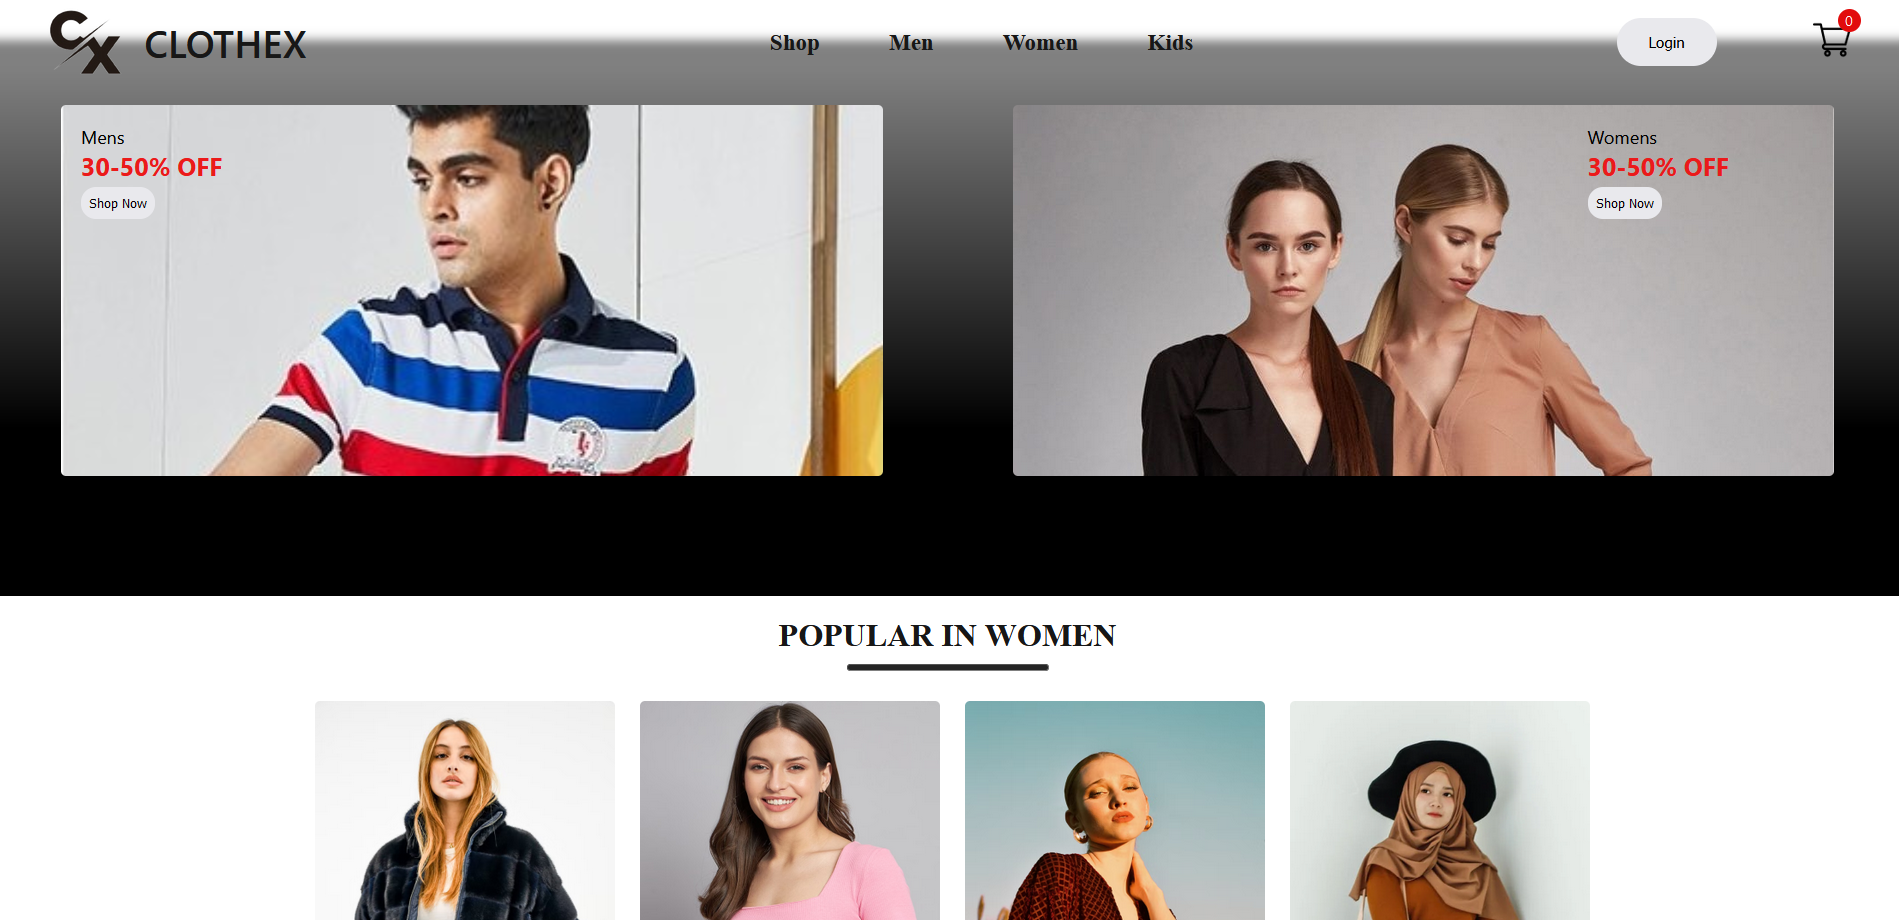 CX CLOTHEX
Shop Men Women Kids
Login
0
Mens
30-50% OFF
Shop Now
Womens
30-50% OFF
Shop Now
POPULAR IN WOMEN